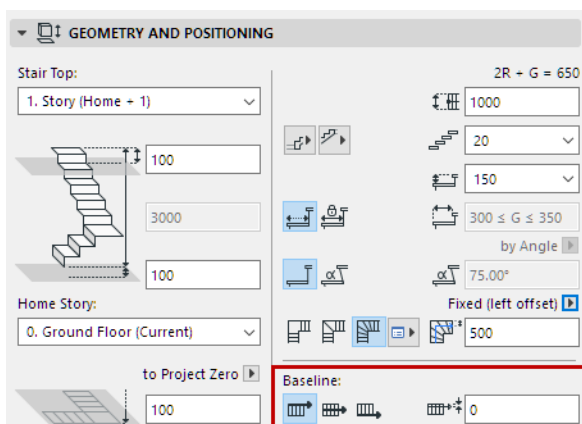 GEOMETRY AND POSITIONING
Stair Top:
1. Story (Home + 1)
100
3000
100
Home Story:
0. Ground Floor (Current)
to Project Zero
100
2R + G = 650
1000
20
150
300 ≤ G ≤ 350
by Angle
α
α
75.00°
Fixed (left offset)
500
Baseline:
0